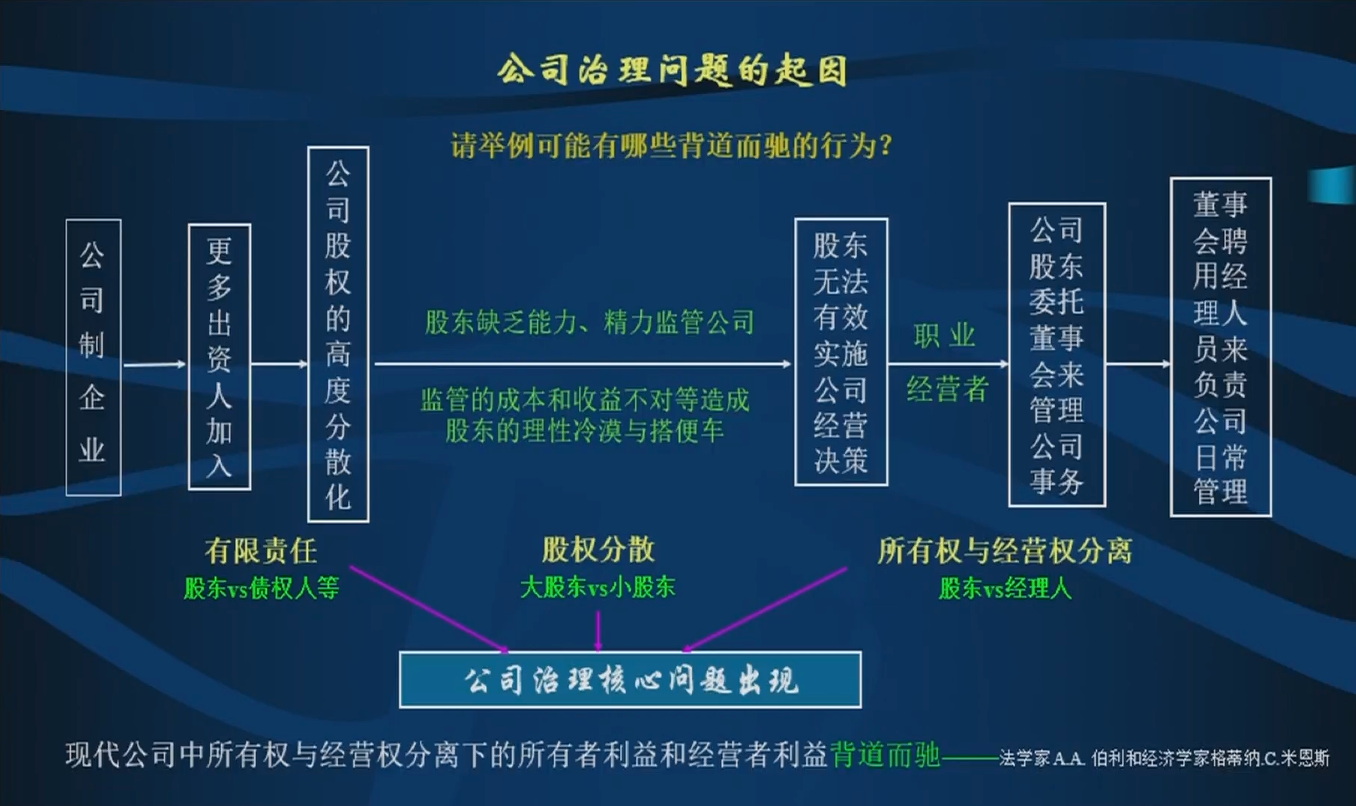 公司治理问题的起因
请举例可能有哪些背道而驰的行为？
公司制企业
更多出资人加入
公司股权的高度分散化
股东缺乏能力、精力监管公司
监管的成本和收益不对等造成
股东的理性冷漠与搭便车
股东
无法
有效
实施
公司
经营
决策
职业
经营者
公司
股东
委托
董事
会来
管理
公司
事务
董事
会聘
用经
理人
员来
负责
公司
日常
管理
有限责任
股东vs债权人等
股权分散
大股东vs小股东
所有权与经营权分离
股东vs经理人
公司治理核心问题出现
现代公司中所有权与经营权分离下的所有者利益和经营者利益背道而驰——法学家A.A. 伯利和经济学家格蒂纳.C.米恩斯